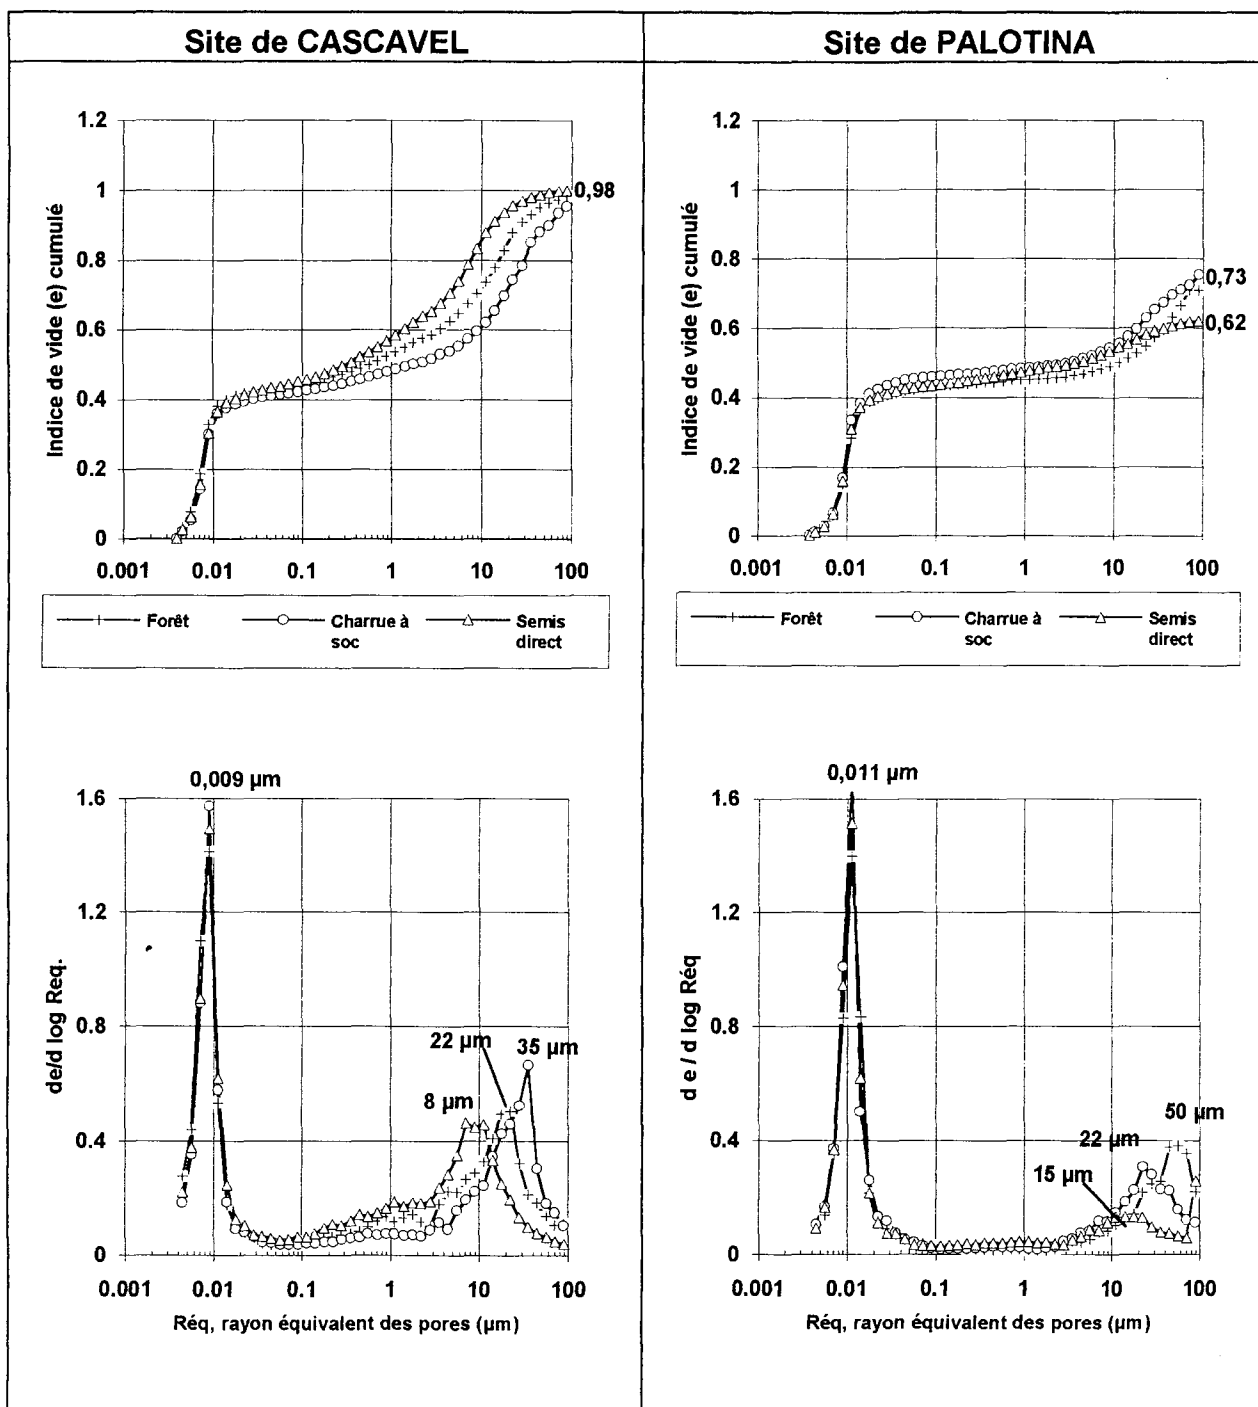 Site de CASCAVEL
Site de PALOTINA
Indice de vide (e) cumulé
1.2
1
0.8
0.6
0.4
0.2
0
0,98
0.001 0.01 0.1 1 10 100
Forêt
Charrue à soc
Semis direct
Indice de vide (e) cumulé
1.2
1
0.8
0.6
0.4
0.2
0
0,73
0,62
0.001 0.01 0.1 1 10 100
Forêt
Charrue à soc
Semis direct
de/d log Req.
0,009 µm
1.6
1.2
0.8
0.4
0
22 µm
35 µm
8 µm
0.001 0.01 0.1 1 10 100
Réq, rayon équivalent des pores (µm)
d e / d log Réq
0,011 µm
1.6
1.2
0.8
0.4
0
50 µm
22 µm
15 µm
0.001 0.01 0.1 1 10 100
Réq, rayon équivalent des pores (µm)